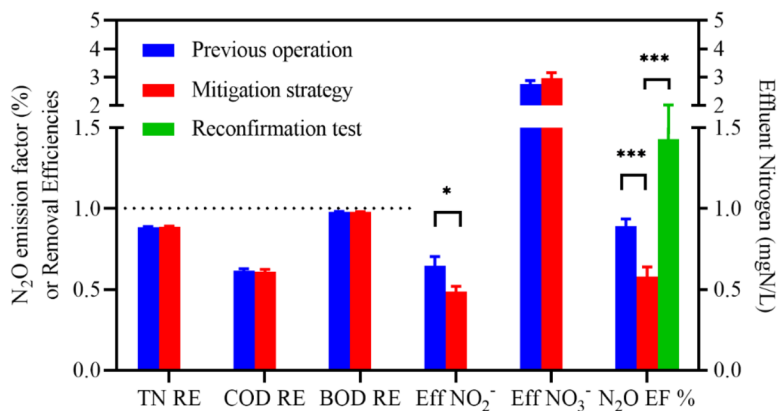 N₂O emission factor (%)
or Removal Efficiencies
5
4
3
2
1.5
1.0
0.5
0.0
Previous operation
Mitigation strategy
Reconfirmation test
*
***
***
5
4
3
2
1.5
1.0
0.5
0.0
Effluent Nitrogen (mgN/L)
TN RE COD RE BOD RE Eff NO₂⁻ Eff NO₃⁻ N₂O EF %